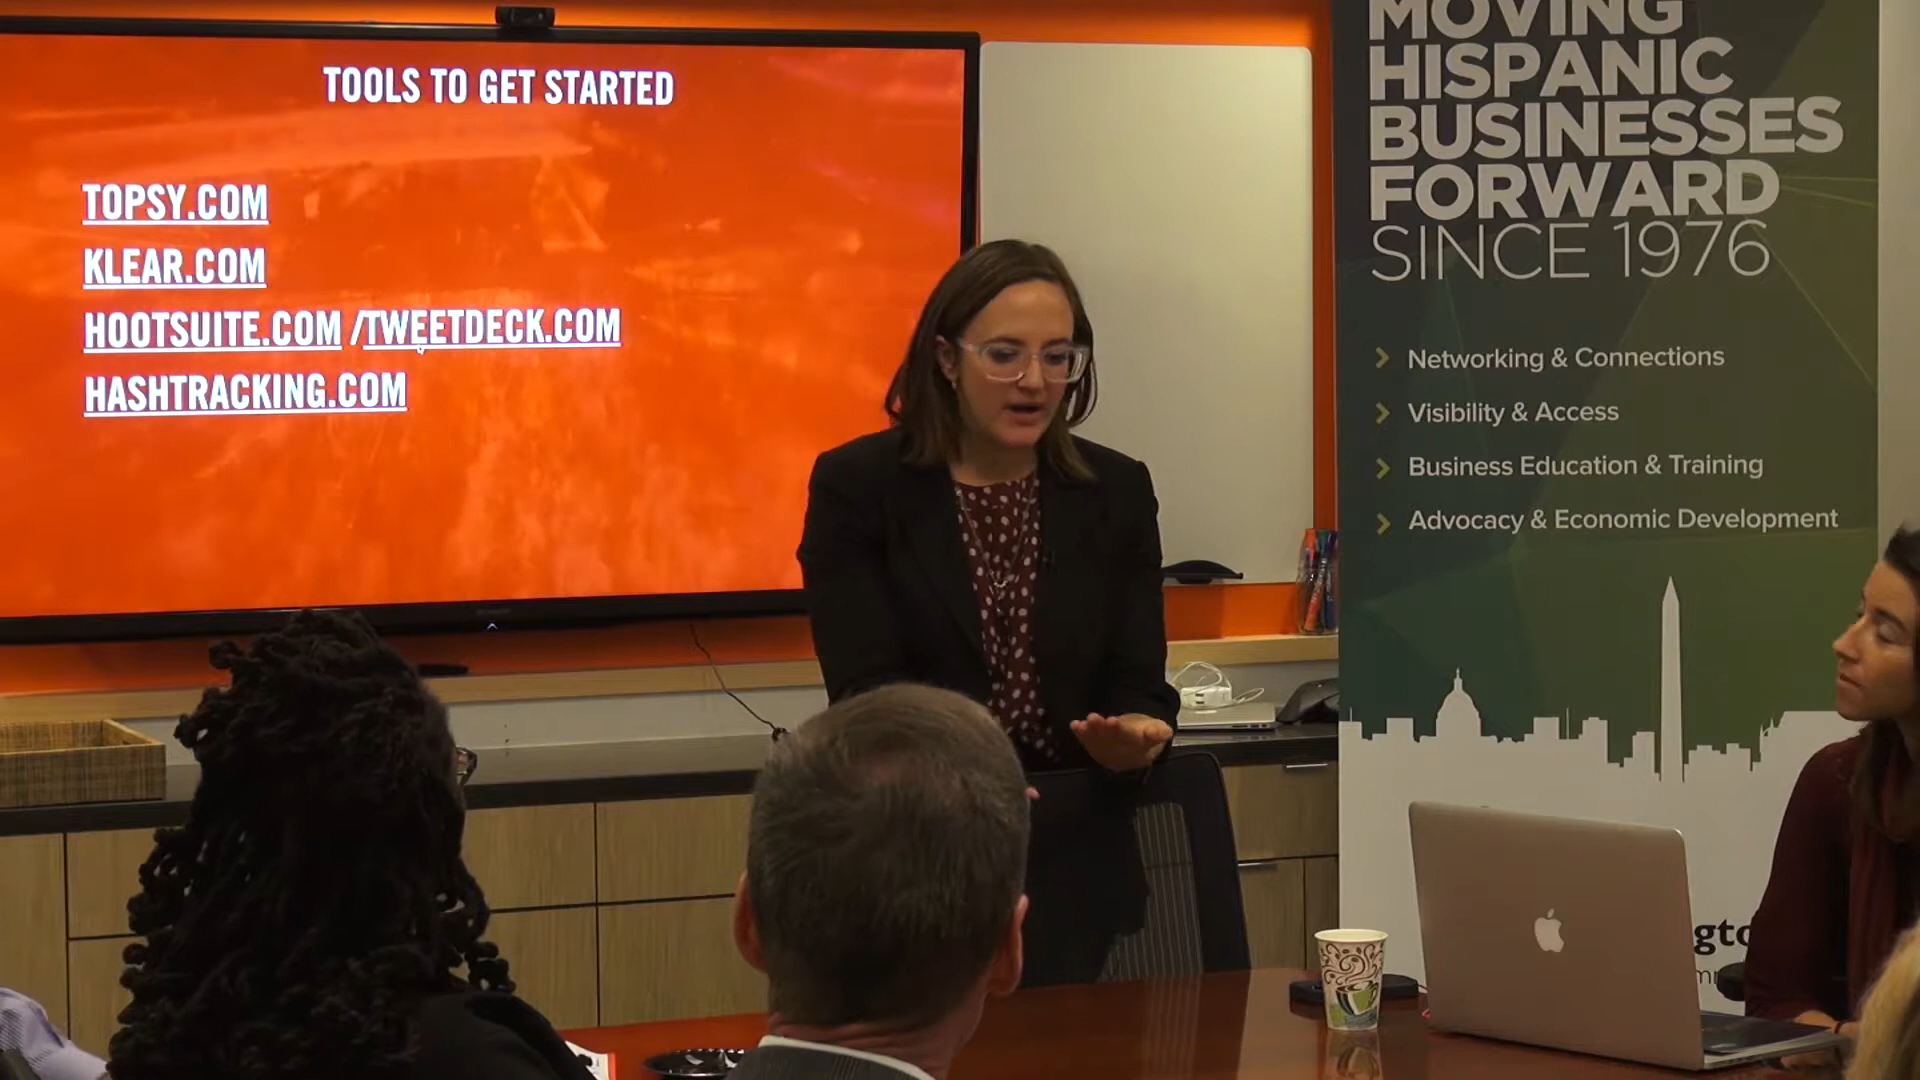 TOOLS TO GET STARTED
TOPSY.COM
KLEAR.COM
HOOTSUITE.COM /TWEETDECK.COM
HASHTRACKING.COM
MOVING
HISPANIC
BUSINESSES
FORWARD
SINCE 1976
Networking & Connections
Visibility & Access
Business Education & Training
Advocacy & Economic Development